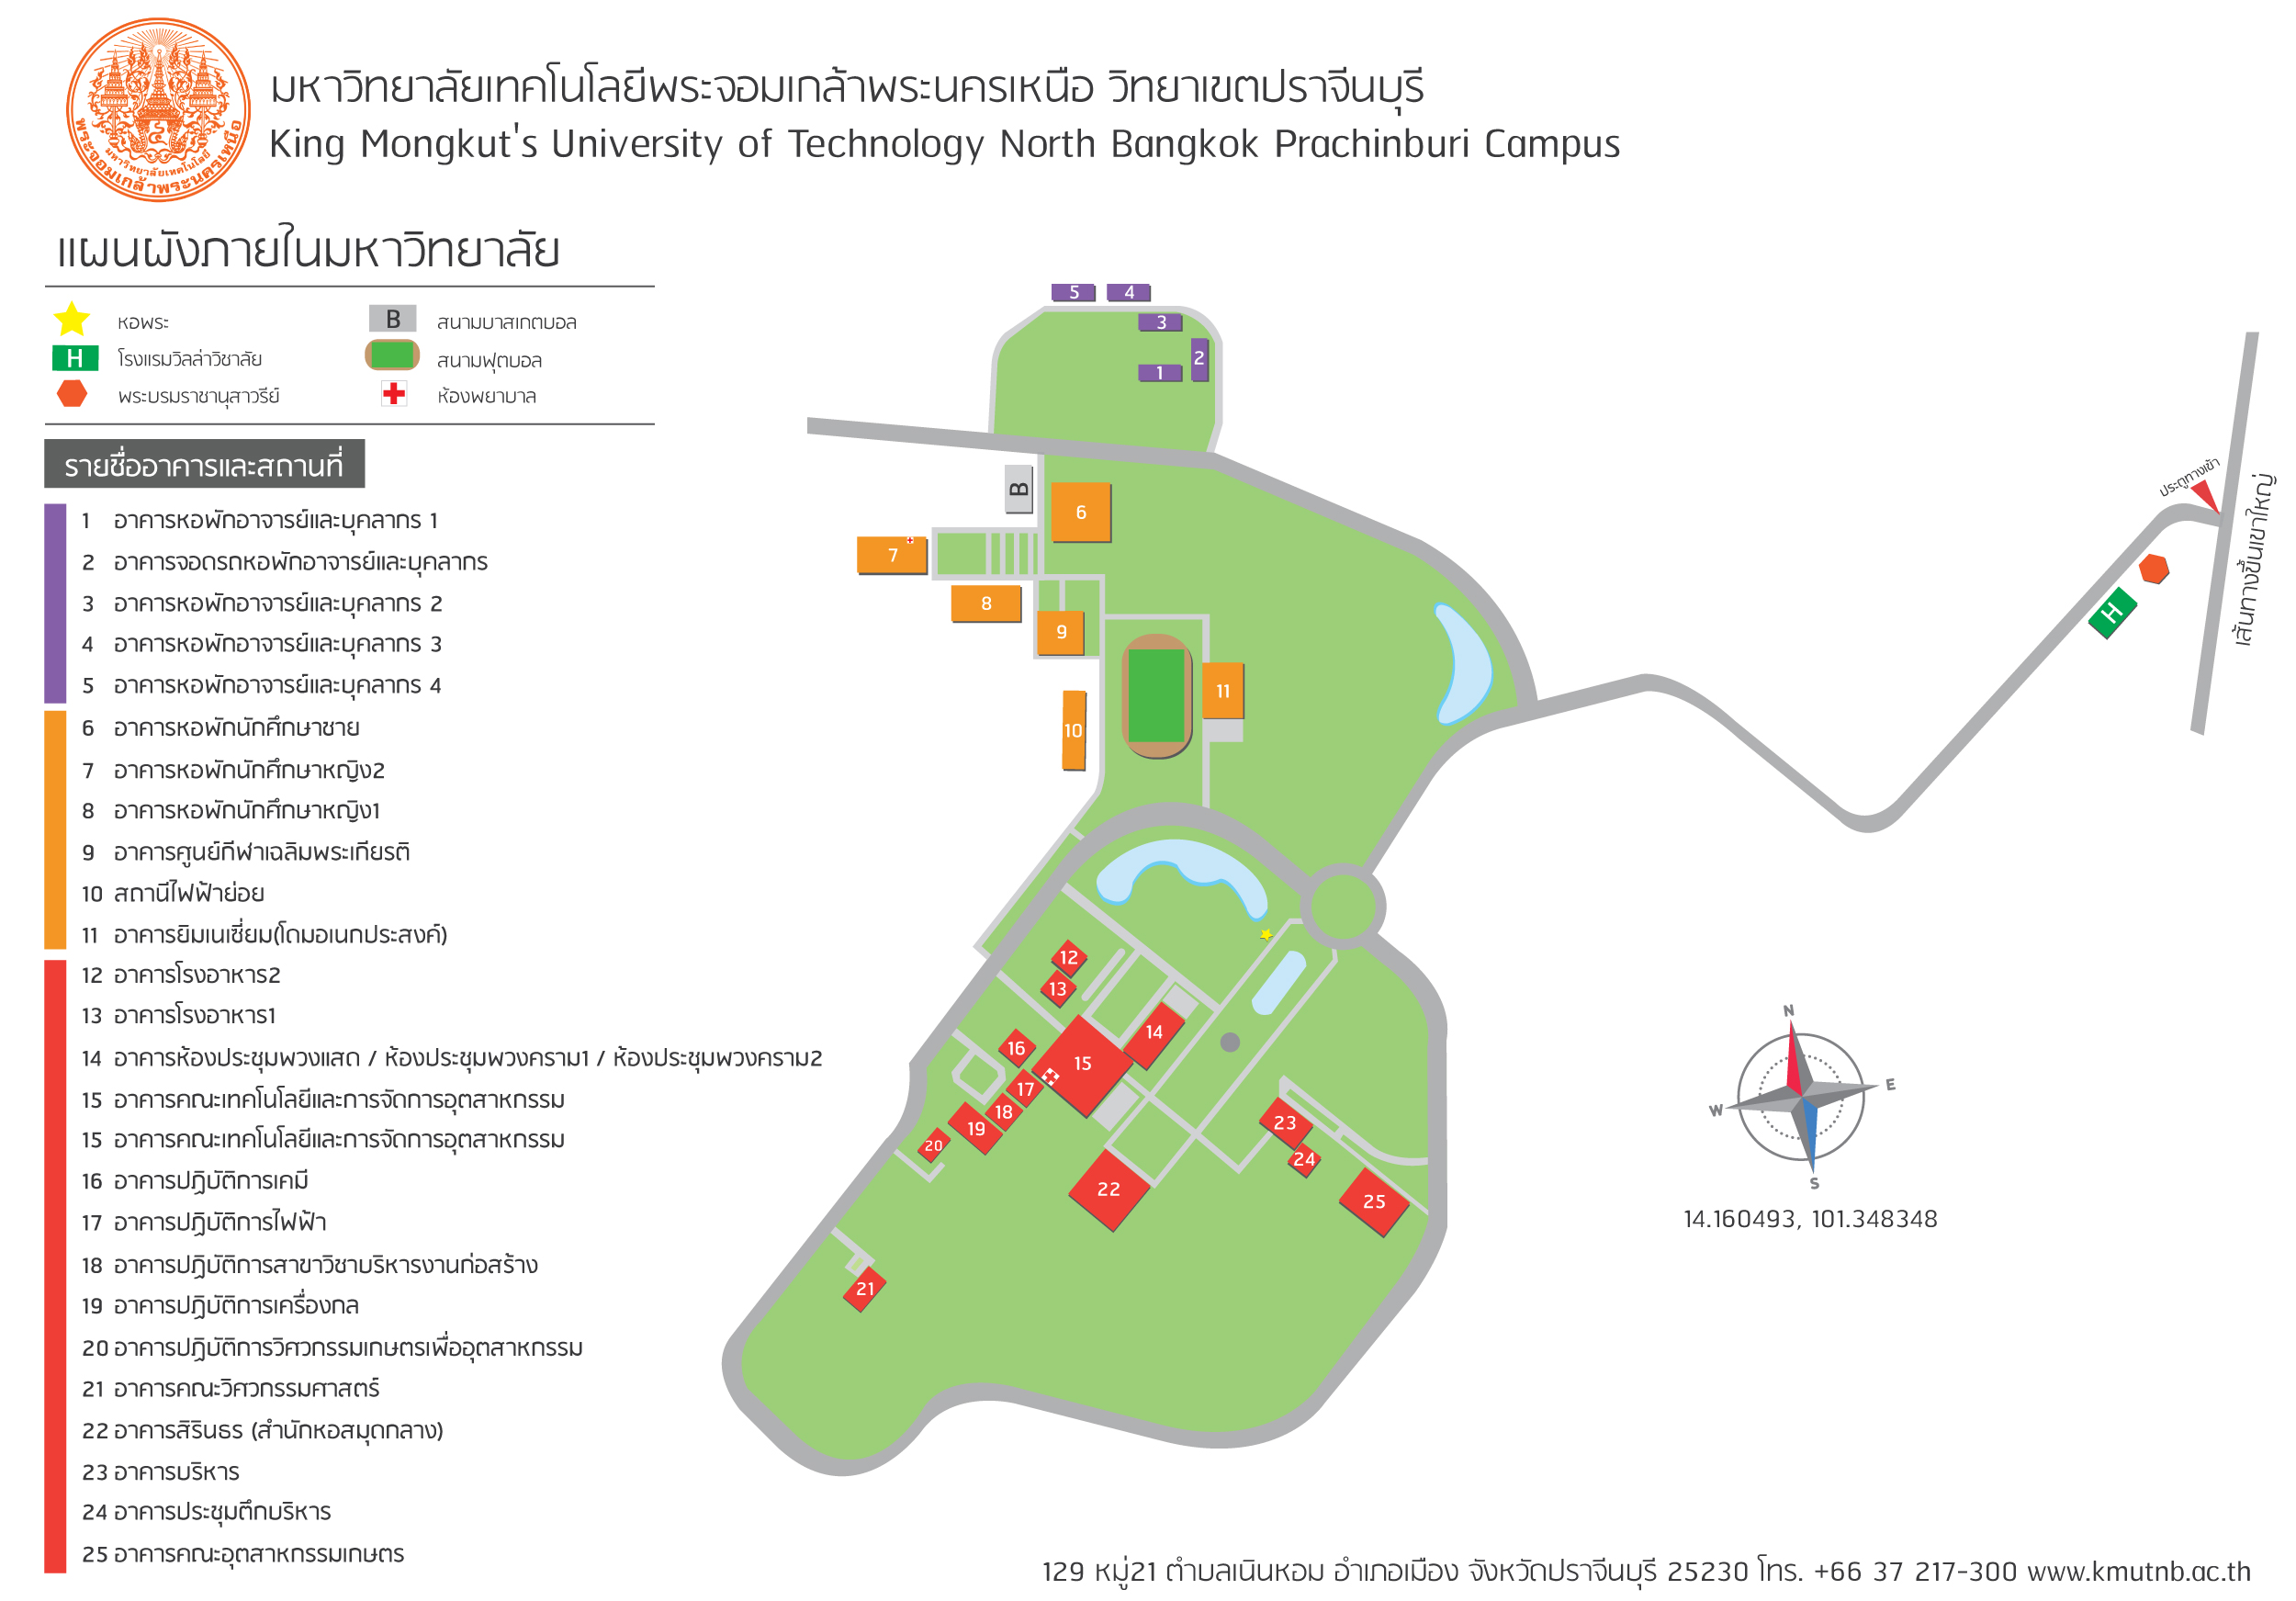 มหาวิทยาลัยเทคโนโลยีพระจอมเกล้าพระนครเหนือ
มหาวิทยาลัยเทคโนโลยีพระจอมเกล้าพระนครเหนือ วิทยาเขตปราจีนบุรี
King Mongkut's University of Technology North Bangkok Prachinburi Campus
แผนผังภายในมหาวิทยาลัย
หอพระ
B สนามบาสเกตบอล
H โรงแรมวิลล่าวิชาลัย
สนามฟุตบอล
พระบรมราชานุสาวรีย์
ห้องพยาบาล
รายชื่ออาคารและสถานที่
1 อาคารหอพักอาจารย์และบุคลากร 1
2 อาคารจอดรถหอพักอาจารย์และบุคลากร
3 อาคารหอพักอาจารย์และบุคลากร 2
4 อาคารหอพักอาจารย์และบุคลากร 3
5 อาคารหอพักอาจารย์และบุคลากร 4
6 อาคารหอพักนักศึกษาชาย
7 อาคารหอพักนักศึกษาหญิง2
8 อาคารหอพักนักศึกษาหญิง1
9 อาคารศูนย์กีฬาเฉลิมพระเกียรติ
10 สถานีไฟฟ้าย่อย
11 อาคารยิมเนเซี่ยม(โดมอเนกประสงค์)
12 อาคารโรงอาหาร2
13 อาคารโรงอาหาร1
14 อาคารห้องประชุมพวงแสด / ห้องประชุมพวงคราม1 / ห้องประชุมพวงคราม2
15 อาคารคณะเทคโนโลยีและการจัดการอุตสาหกรรม
15 อาคารคณะเทคโนโลยีและการจัดการอุตสาหกรรม
16 อาคารปฏิบัติการเคมี
17 อาคารปฏิบัติการไฟฟ้า
18 อาคารปฏิบัติการสาขาวิชาบริหารงานก่อสร้าง
19 อาคารปฏิบัติการเครื่องกล
20 อาคารปฏิบัติการวิศวกรรมเกษตรเพื่ออุตสาหกรรม
21 อาคารคณะวิศวกรรมศาสตร์
22 อาคารสิรินธร (สำนักหอสมุดกลาง)
23 อาคารบริหาร
24 อาคารประชุมตึกบริหาร
25 อาคารคณะอุตสาหกรรมเกษตร
5
4
3
2
1
B
6
7
8
9
10
11
12
13
14
15
16
17
18
19
20
21
22
23
24
25
ประตูทางเข้า
เส้นทางขึ้นเขาใหญ่
H
N
E
W
S
14.160493, 101.348348
129 หมู่21 ตำบลเนินหอม อำเภอเมือง จังหวัดปราจีนบุรี 25230 โทร. +66 37 217-300 www.kmutnb.ac.th